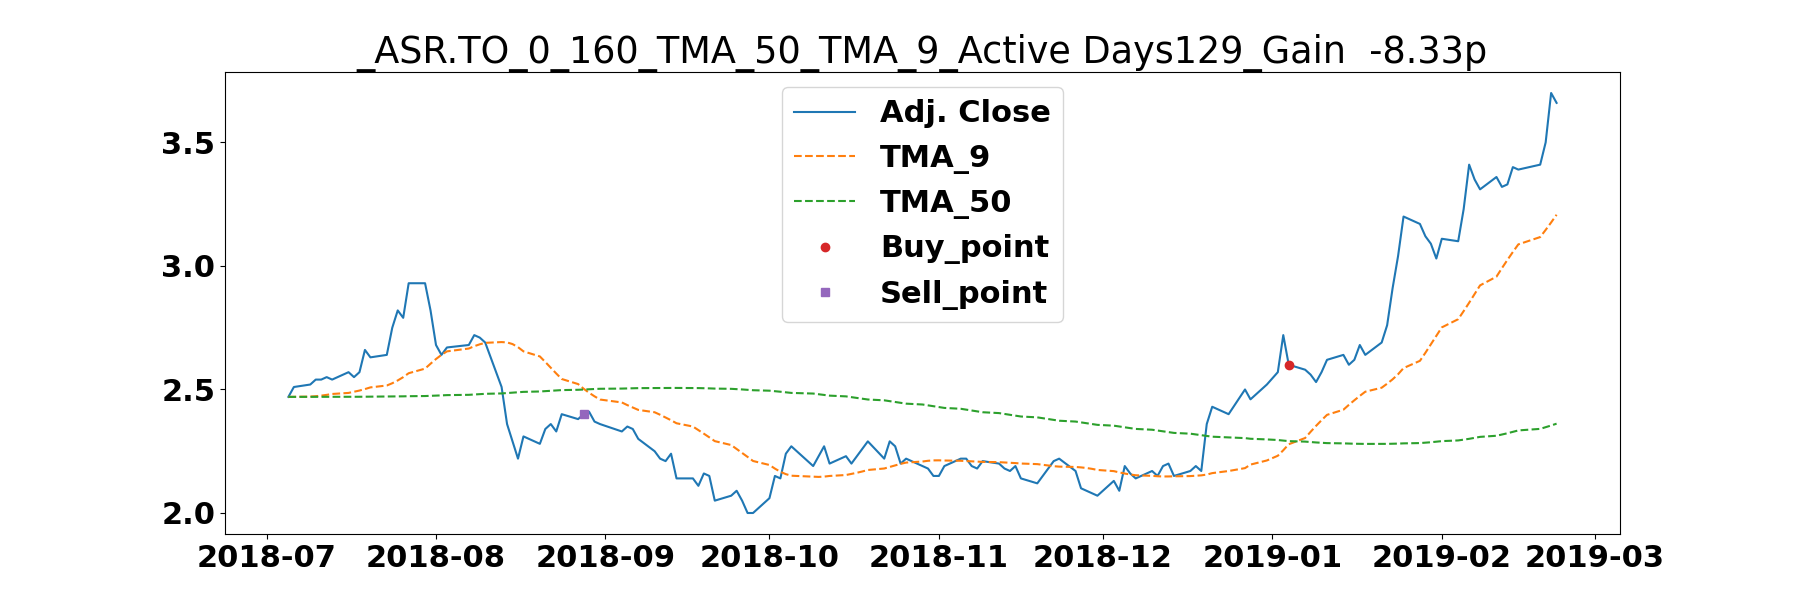 _ASR.TO_0_160_TMA_50_TMA_9_Active Days129_Gain  -8.33p
Adj. Close
TMA_9
TMA_50
Buy_point
Sell_point
3.5
3.0
2.5
2.0
2018-07 2018-08 2018-09 2018-10 2018-11 2018-12 2019-01 2019-02 2019-03